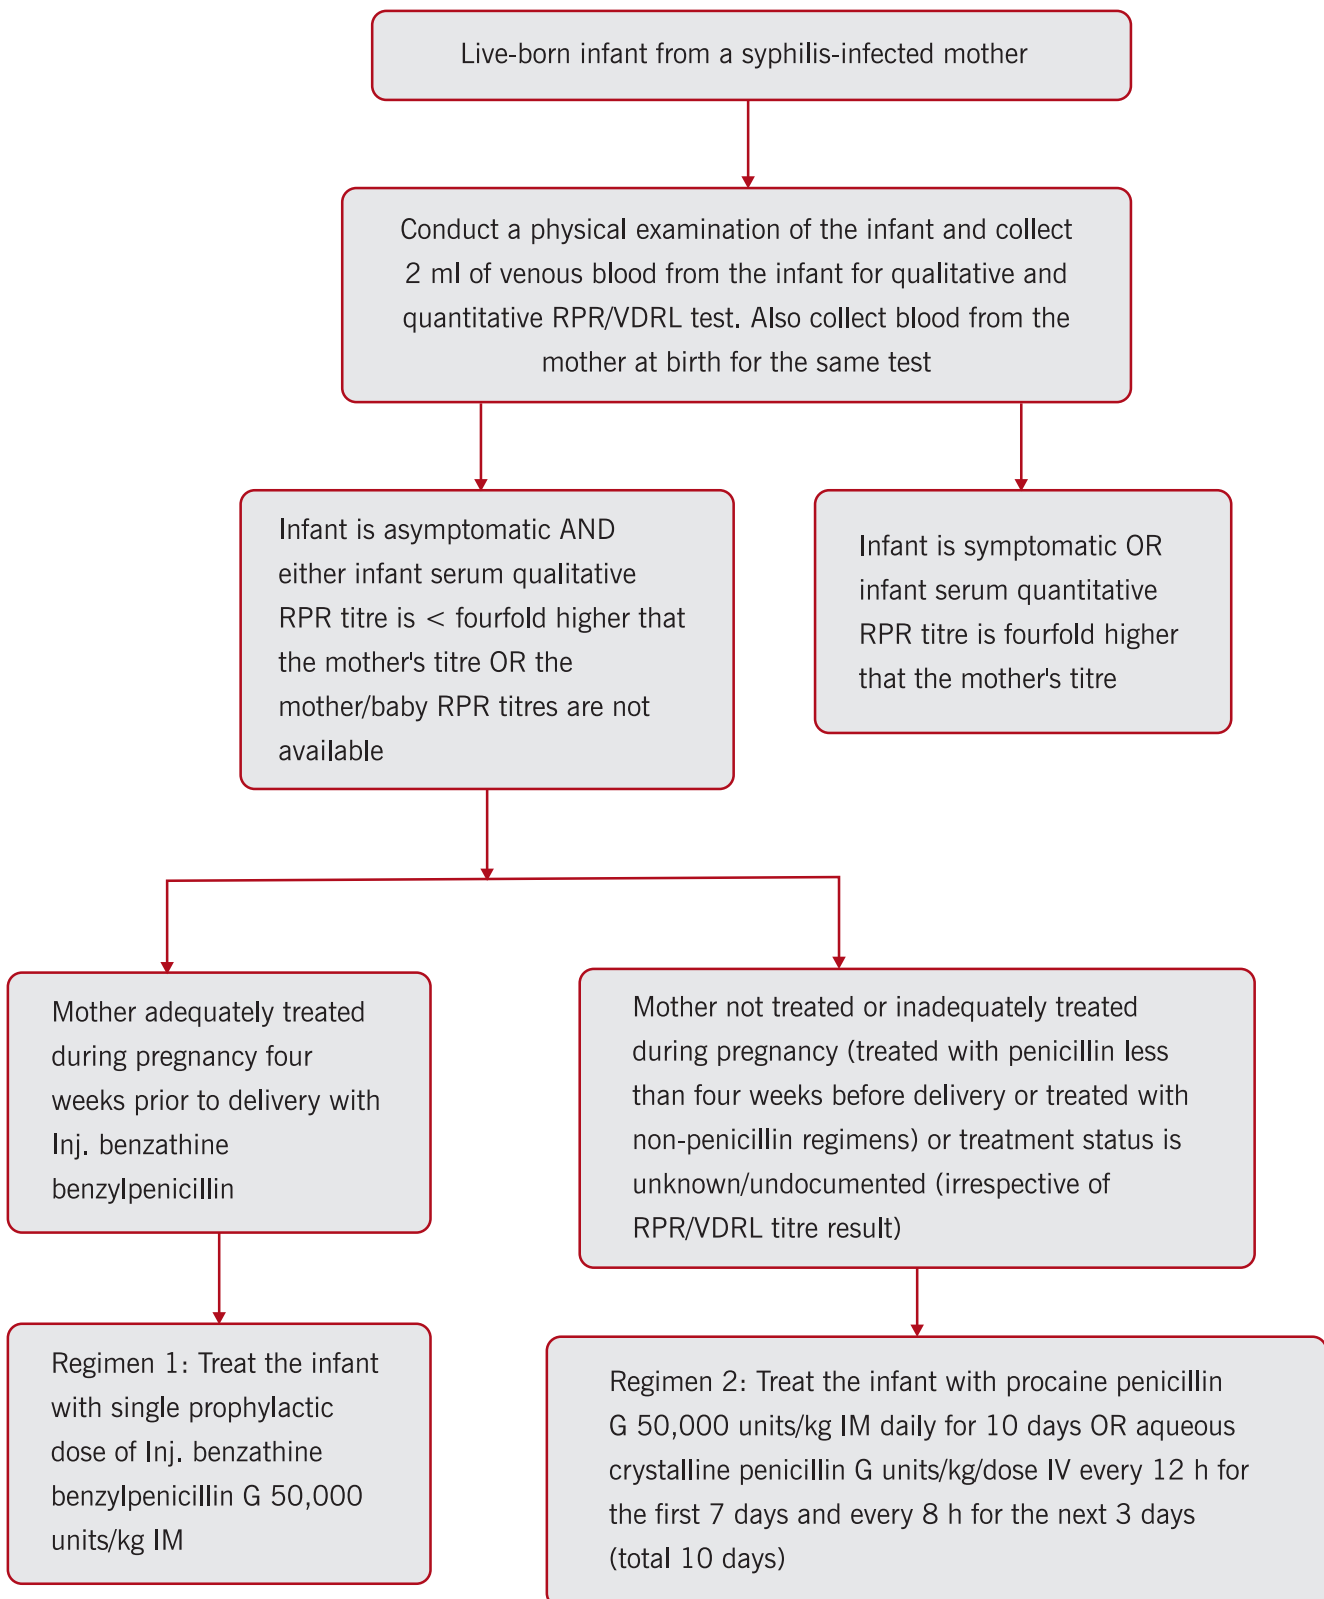 Live-born infant from a syphilis-infected mother
Conduct a physical examination of the infant and collect
2 ml of venous blood from the infant for qualitative and
quantitative RPR/VDRL test. Also collect blood from the
mother at birth for the same test
Infant is asymptomatic AND
either infant serum qualitative
RPR titre is < fourfold higher that
the mother's titre OR the
mother/baby RPR titres are not
available
Infant is symptomatic OR
infant serum quantitative
RPR titre is fourfold higher
that the mother's titre
Mother adequately treated
during pregnancy four
weeks prior to delivery with
Inj. benzathine
benzylpenicillin
Mother not treated or inadequately treated
during pregnancy (treated with penicillin less
than four weeks before delivery or treated with
non-penicillin regimens) or treatment status is
unknown/undocumented (irrespective of
RPR/VDRL titre result)
Regimen 1: Treat the infant
with single prophylactic
dose of Inj. benzathine
benzylpenicillin G 50,000
units/kg IM
Regimen 2: Treat the infant with procaine penicillin
G 50,000 units/kg IM daily for 10 days OR aqueous
crystalline penicillin G units/kg/dose IV every 12 h for
the first 7 days and every 8 h for the next 3 days
(total 10 days)